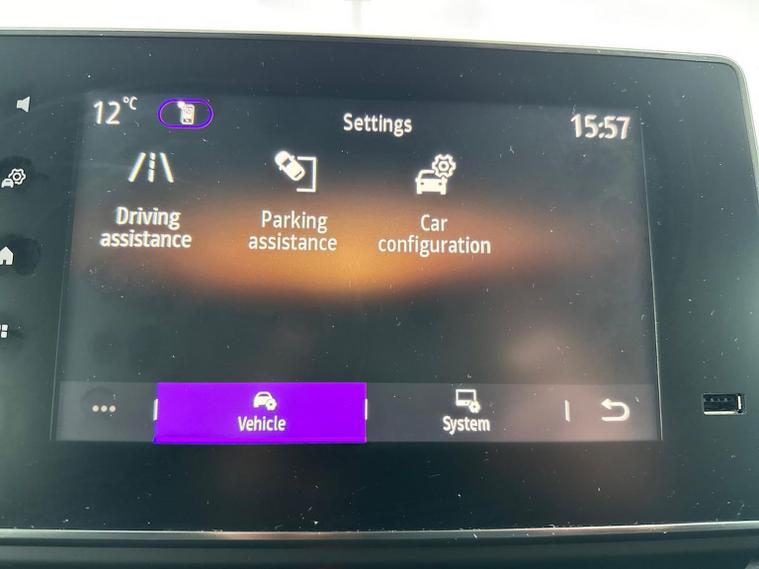 12°C
Settings
15:57
Driving
assistance
Parking
assistance
Car
configuration
Vehicle
System